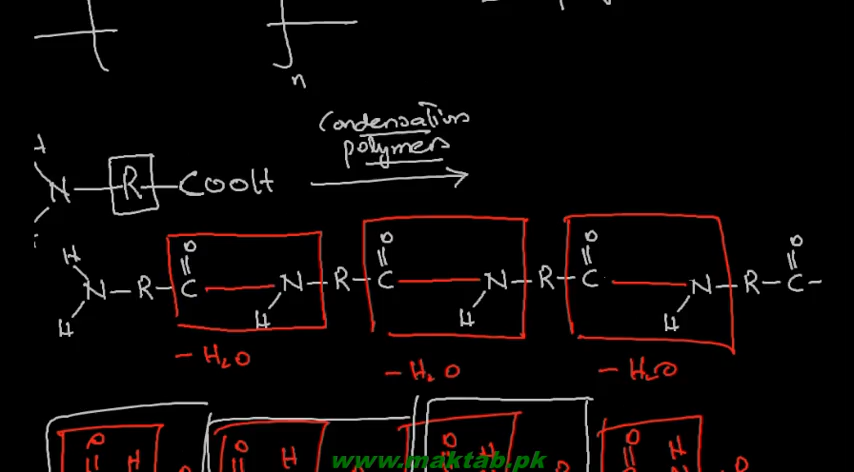 n
Condensation
polymers
N—R—COOH
H O O O O
N—R—C—N—R—C—N—R—C—N—R—C—
H H H H
- H₂O - H₂O - H₂O
O H O H O H O H
www.maktab.pk